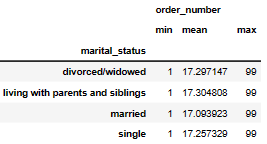 order_number
min mean max
marital_status
divorced/widowed 1 17.297147 99
living with parents and siblings 1 17.304808 99
married 1 17.093923 99
single 1 17.257329 99